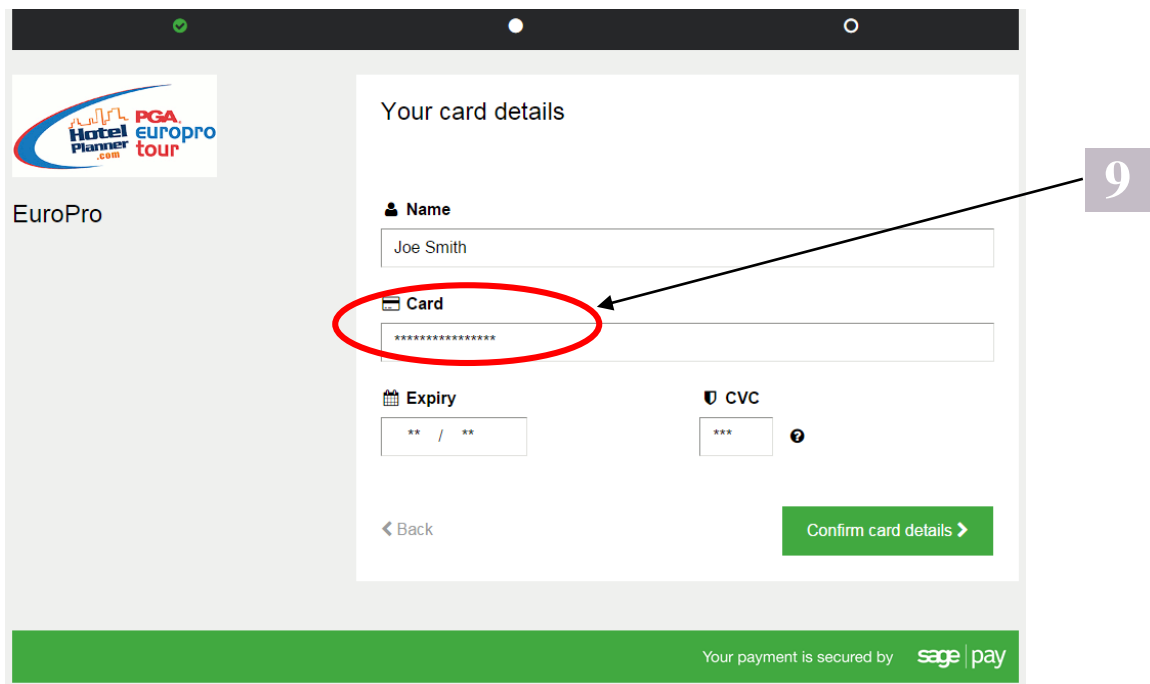 PGA.
Hotel europro
Planner tour
.com
EuroPro
Your card details
Name
Joe Smith
Card
****************
Expiry CVC
** / ** *** ?
Back Confirm card details
9
Your payment is secured by sage pay